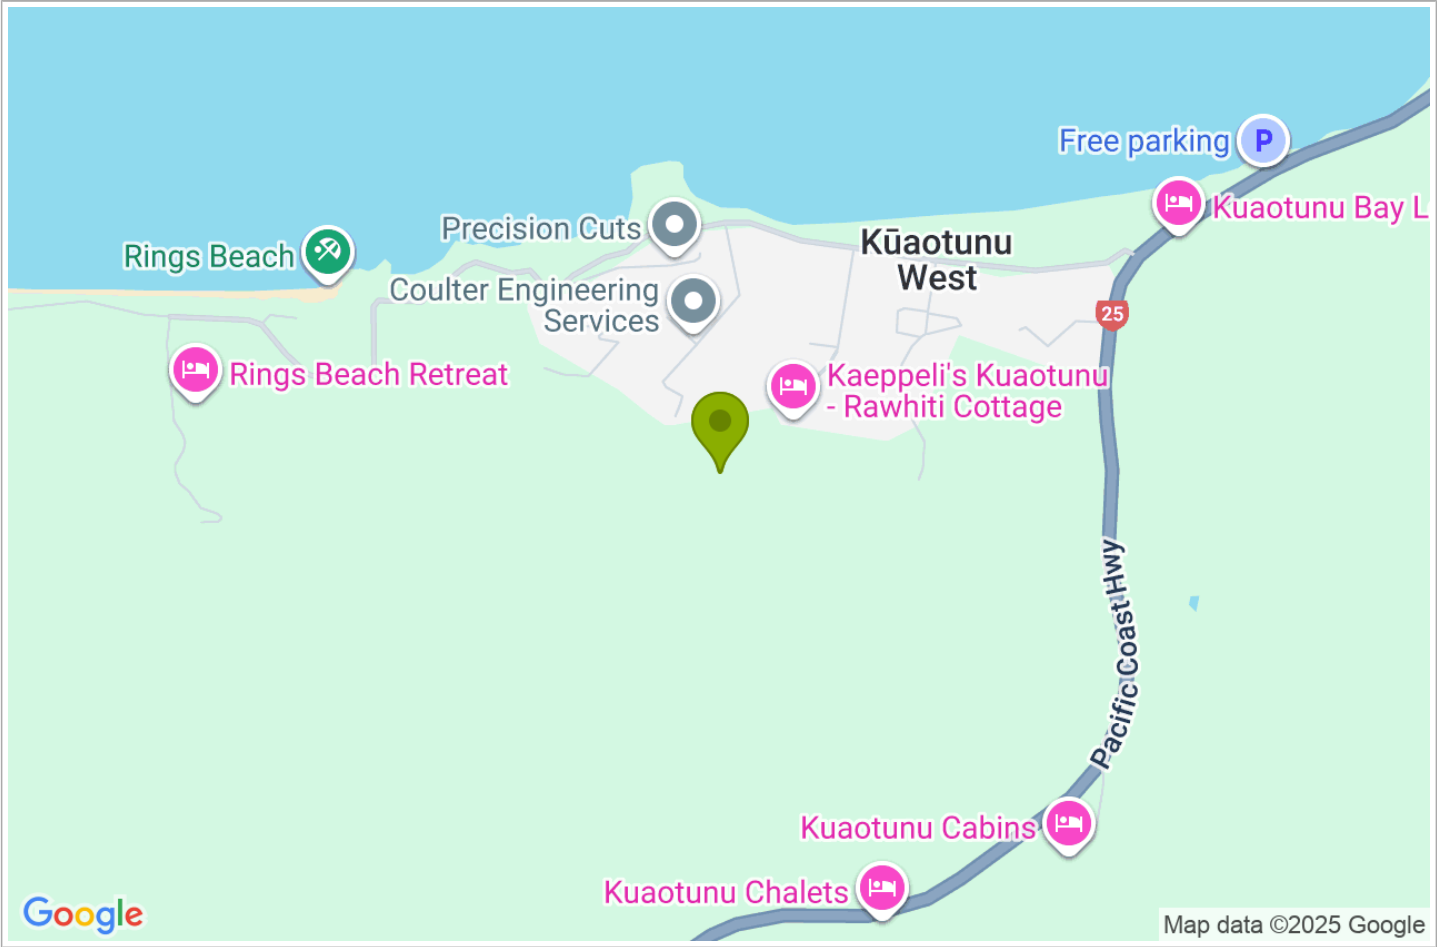 Free parking
P
Kuaotunu Bay L
Precision Cuts
Kūaotunu
West
Rings Beach
Coulter Engineering
Services
25
Rings Beach Retreat
Kaeppeli's Kuaotunu
- Rawhiti Cottage
Pacific Coast Hwy
Kuaotunu Cabins
Kuaotunu Chalets
Google
Map data ©2025 Google